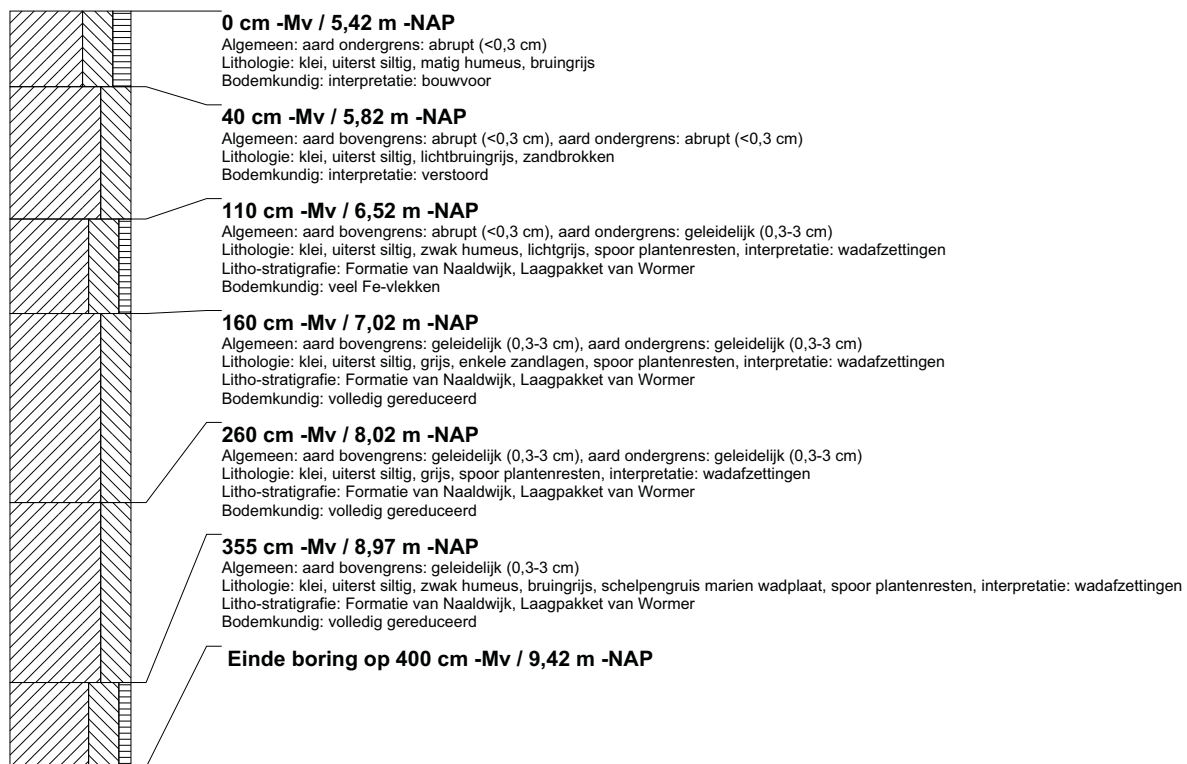 0 cm -Mv / 5,42 m -NAP
Algemeen: aard ondergrens: abrupt (<0,3 cm)
Lithologie: klei, uiterst siltig, matig humeus, bruingrijs
Bodemkundig: interpretatie: bouwvoor
40 cm -Mv / 5,82 m -NAP
Algemeen: aard bovengrens: abrupt (<0,3 cm), aard ondergrens: abrupt (<0,3 cm)
Lithologie: klei, uiterst siltig, lichtbruingrijs, zandbrokken
Bodemkundig: interpretatie: verstoord
110 cm -Mv / 6,52 m -NAP
Algemeen: aard bovengrens: abrupt (<0,3 cm), aard ondergrens: geleidelijk (0,3-3 cm)
Lithologie: klei, uiterst siltig, zwak humeus, lichtgrijs, spoor plantenresten, interpretatie: wadafzettingen
Litho-stratigrafie: Formatie van Naaldwijk, Laagpakket van Wormer
Bodemkundig: veel Fe-vlekken
160 cm -Mv / 7,02 m -NAP
Algemeen: aard bovengrens: geleidelijk (0,3-3 cm), aard ondergrens: geleidelijk (0,3-3 cm)
Lithologie: klei, uiterst siltig, grijs, enkele zandlagen, spoor plantenresten, interpretatie: wadafzettingen
Litho-stratigrafie: Formatie van Naaldwijk, Laagpakket van Wormer
Bodemkundig: volledig gereduceerd
260 cm -Mv / 8,02 m -NAP
Algemeen: aard bovengrens: geleidelijk (0,3-3 cm), aard ondergrens: geleidelijk (0,3-3 cm)
Lithologie: klei, uiterst siltig, grijs, spoor plantenresten, interpretatie: wadafzettingen
Litho-stratigrafie: Formatie van Naaldwijk, Laagpakket van Wormer
Bodemkundig: volledig gereduceerd
355 cm -Mv / 8,97 m -NAP
Algemeen: aard bovengrens: geleidelijk (0,3-3 cm)
Lithologie: klei, uiterst siltig, zwak humeus, bruingrijs, schelpengruis marien wadplaat, spoor plantenresten, interpretatie: wadafzettingen
Litho-stratigrafie: Formatie van Naaldwijk, Laagpakket van Wormer
Bodemkundig: volledig gereduceerd
Einde boring op 400 cm -Mv / 9,42 m -NAP